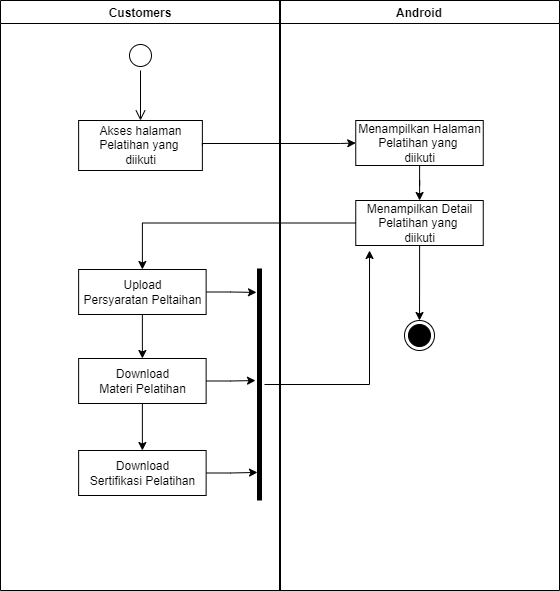 Customers
Android
Akses halaman
Pelatihan yang
diikuti
Menampilkan Halaman
Pelatihan yang
diikuti
Menampilkan Detail
Pelatihan yang
diikuti
Upload
Persyaratan Peltaihan
Download
Materi Pelatihan
Download
Sertifikasi Pelatihan